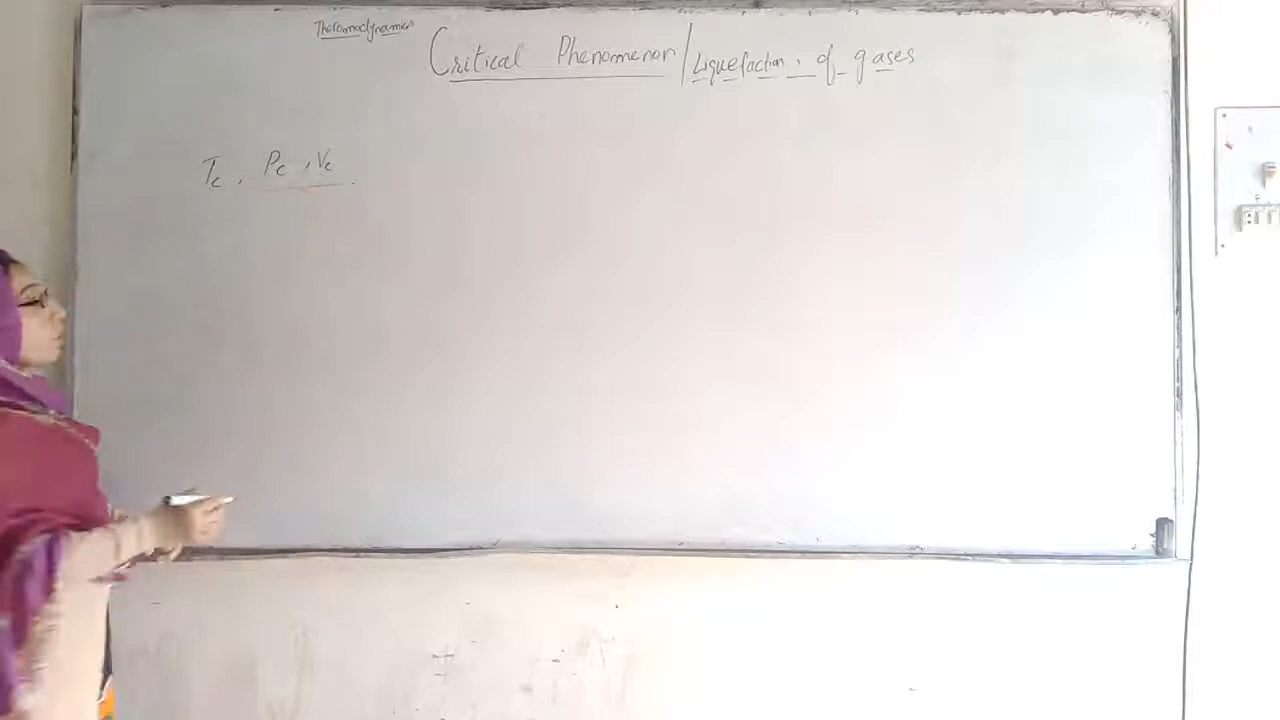 Thermodynamics
Critical Phenomenon / Liquefaction of gases
Tc, Pc, Vc